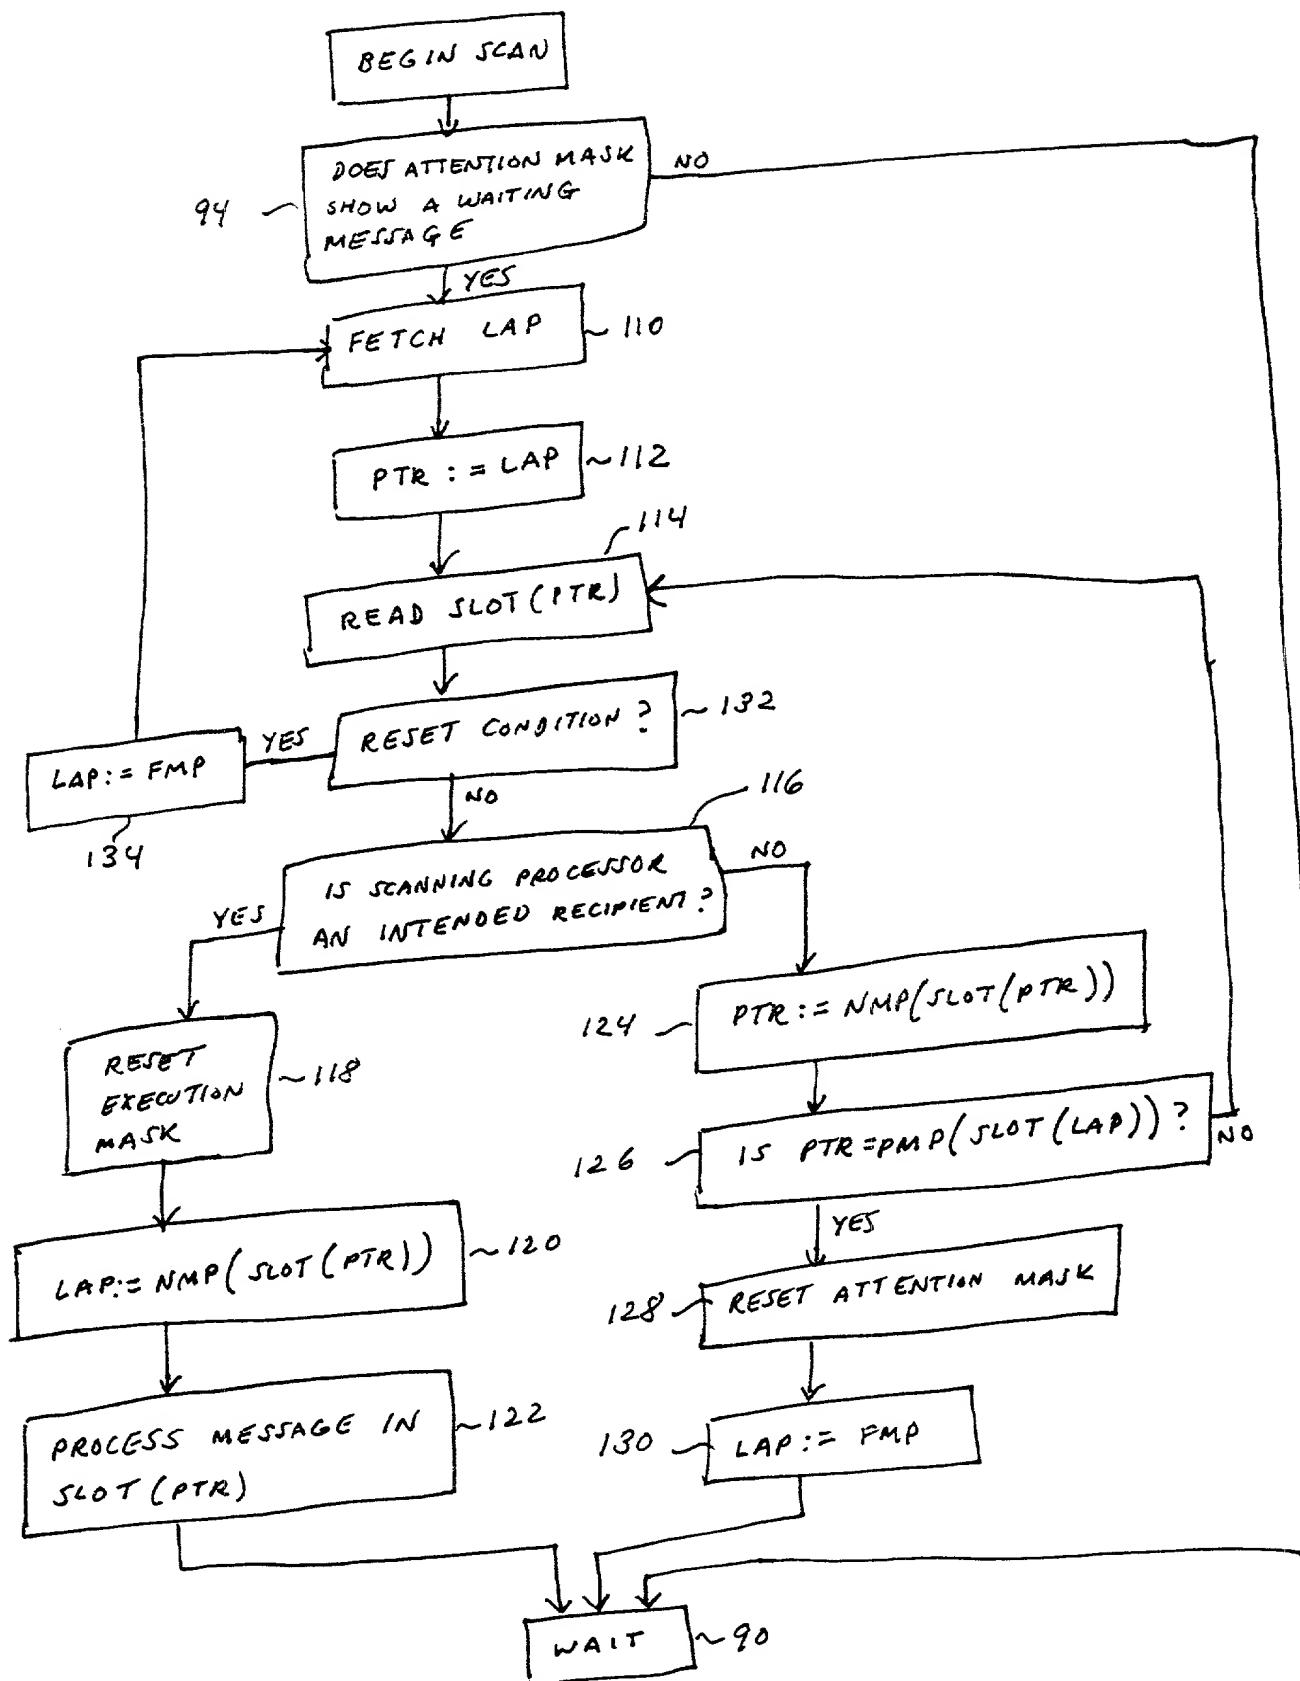 BEGIN SCAN
DOES ATTENTION MASK
SHOW A WAITING
MESSAGE
NO
94
YES
FETCH LAP
110
PTR := LAP
112
114
READ SLOT(PTR)
RESET CONDITION?
132
YES
LAP:= FMP
134
NO
116
IS SCANNING PROCESSOR
AN INTENDED RECIPIENT?
NO
YES
PTR:= NMP(SLOT(PTR))
124
RESET
EXECUTION
MASK
118
IS PTR=PMP(SLOT(LAP))?
126
NO
YES
LAP:= NMP(SLOT(PTR))
120
RESET ATTENTION MASK
128
PROCESS MESSAGE IN
SLOT(PTR)
122
LAP:= FMP
130
WAIT
90